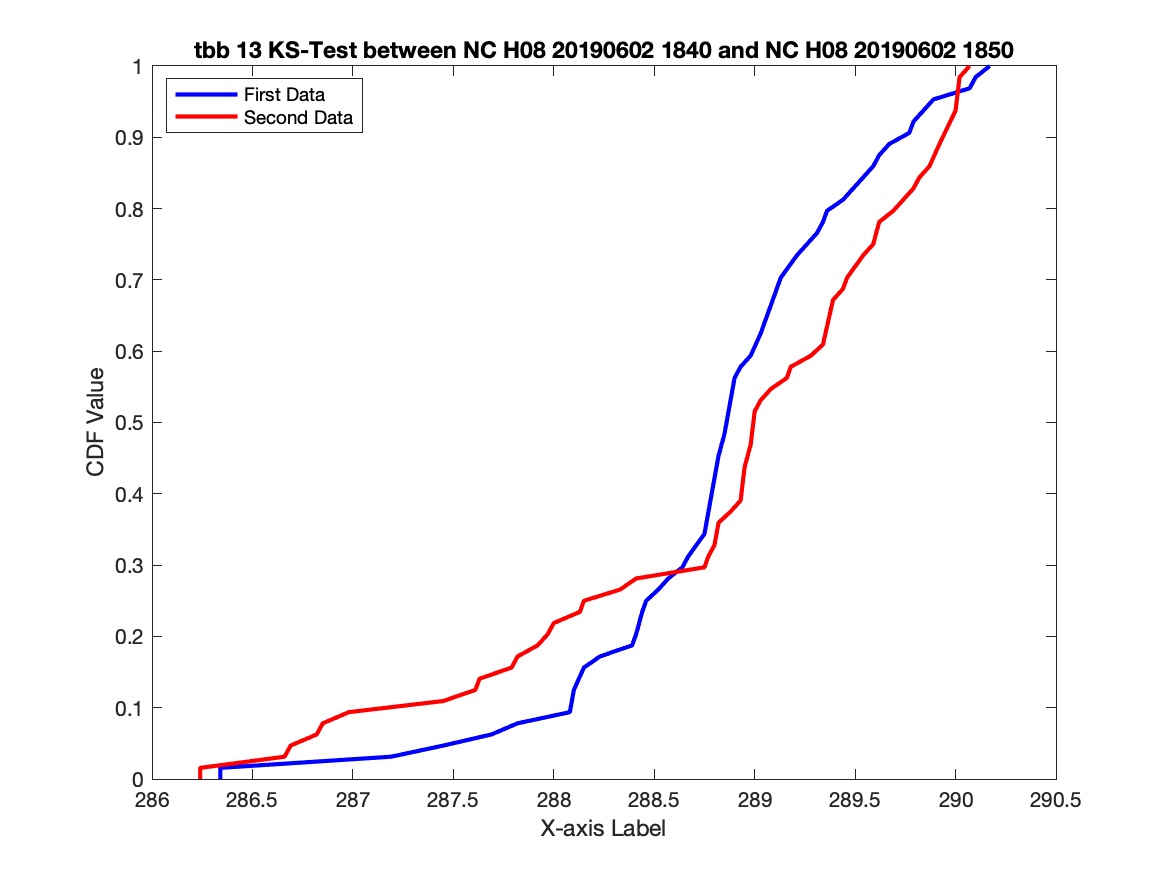 tbb 13 KS-Test between NC H08 20190602 1840 and NC H08 20190602 1850
First Data
Second Data
1
0.9
0.8
0.7
0.6
0.5
0.4
0.3
0.2
0.1
0
CDF Value
286 286.5 287 287.5 288 288.5 289 289.5 290 290.5
X-axis Label